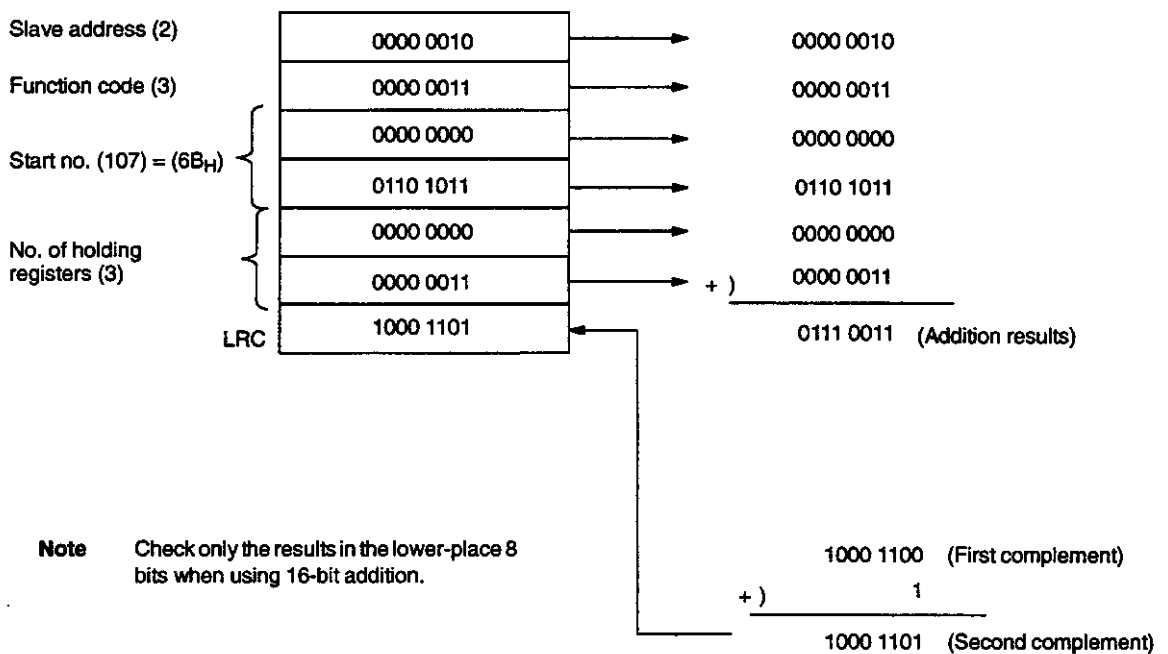 Slave address (2) 0000 0010 0000 0010
Function code (3) 0000 0011 0000 0011
0000 0000 0000 0000
Start no. (107) = (6BH)
0110 1011 0110 1011
0000 0000 0000 0000
No. of holding
registers (3)
0000 0011 + ) 0000 0011
LRC 1000 1101 0111 0011 (Addition results)
Note Check only the results in the lower-place 8
bits when using 16-bit addition.
1000 1100 (First complement)
+ ) 1
1000 1101 (Second complement)